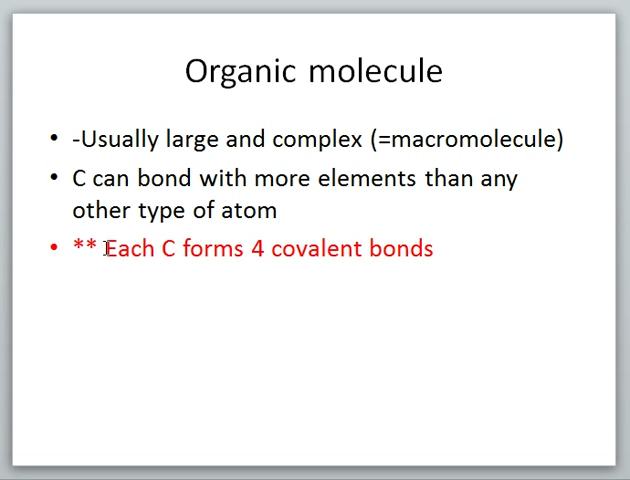 Organic molecule
• -Usually large and complex (=macromolecule)
• C can bond with more elements than any
other type of atom
• ** Each C forms 4 covalent bonds